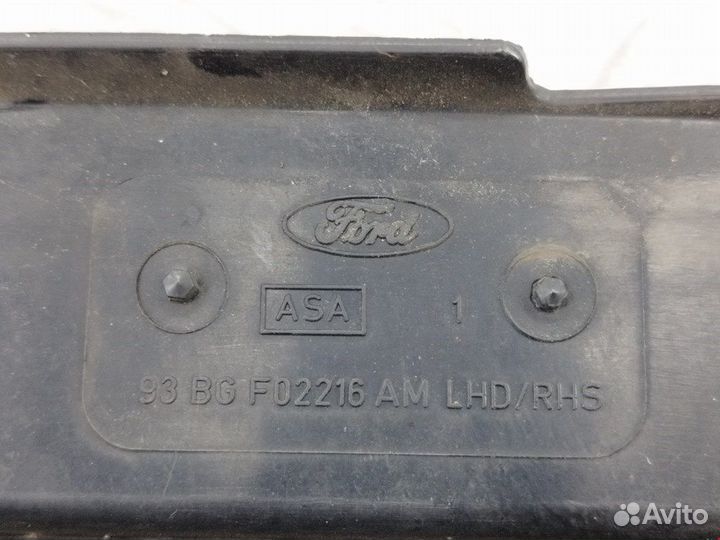 Ford
ASA 1
93 BG F02216 AM LHD/RHS
Avito